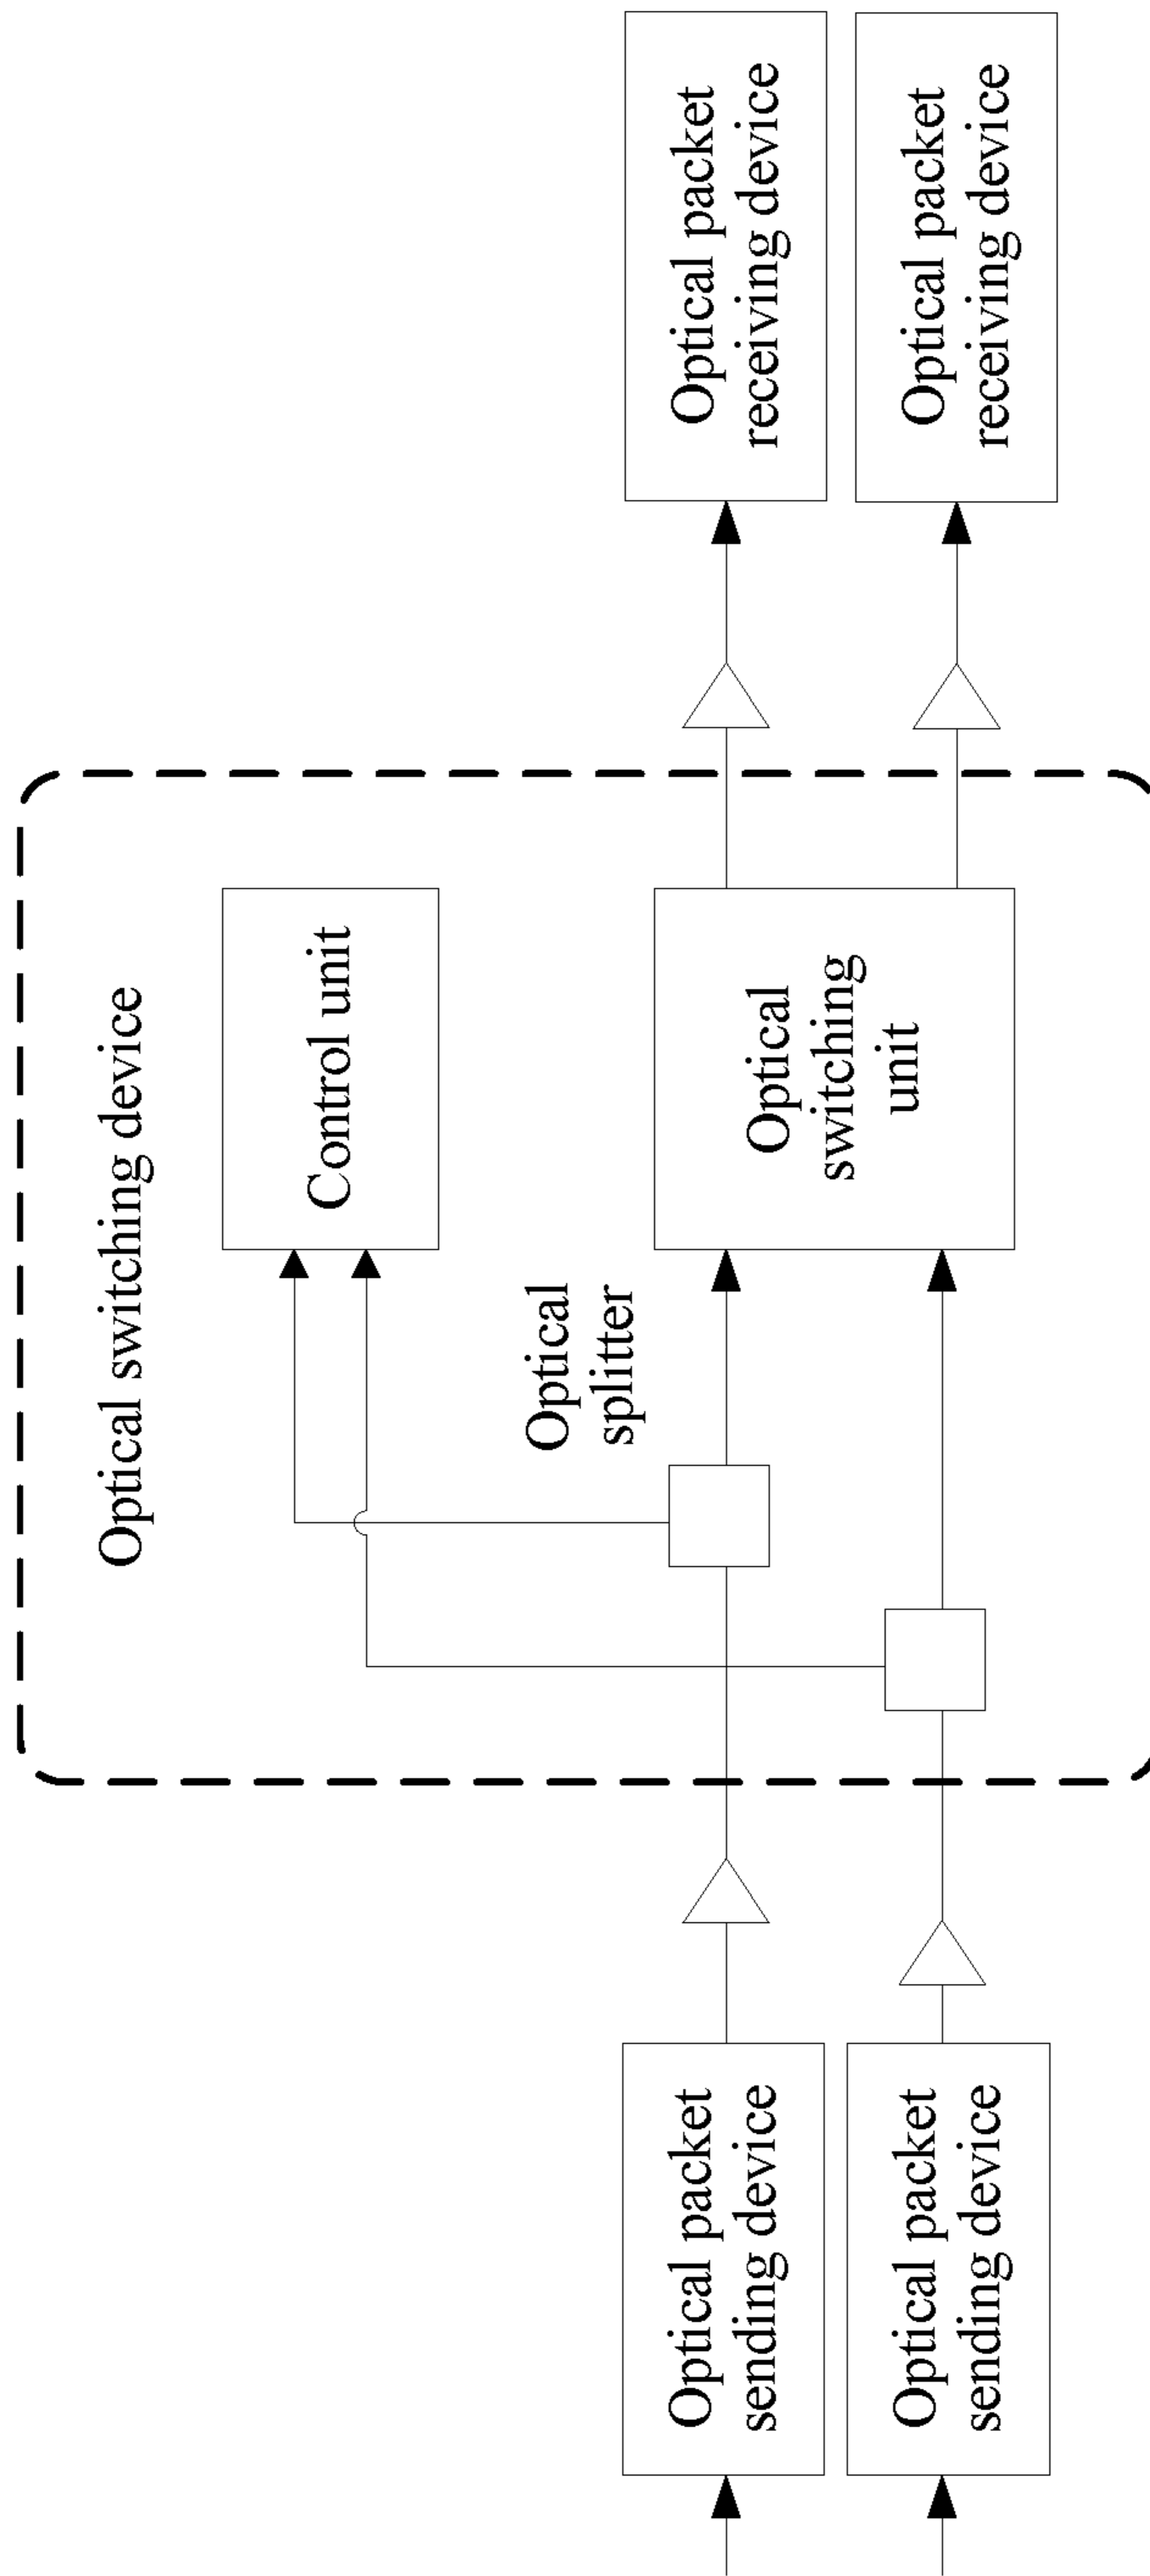 Optical switching device
Control unit
Optical
splitter
Optical packet
sending device
Optical
switching
unit
Optical packet
receiving device
Optical packet
sending device
Optical packet
receiving device